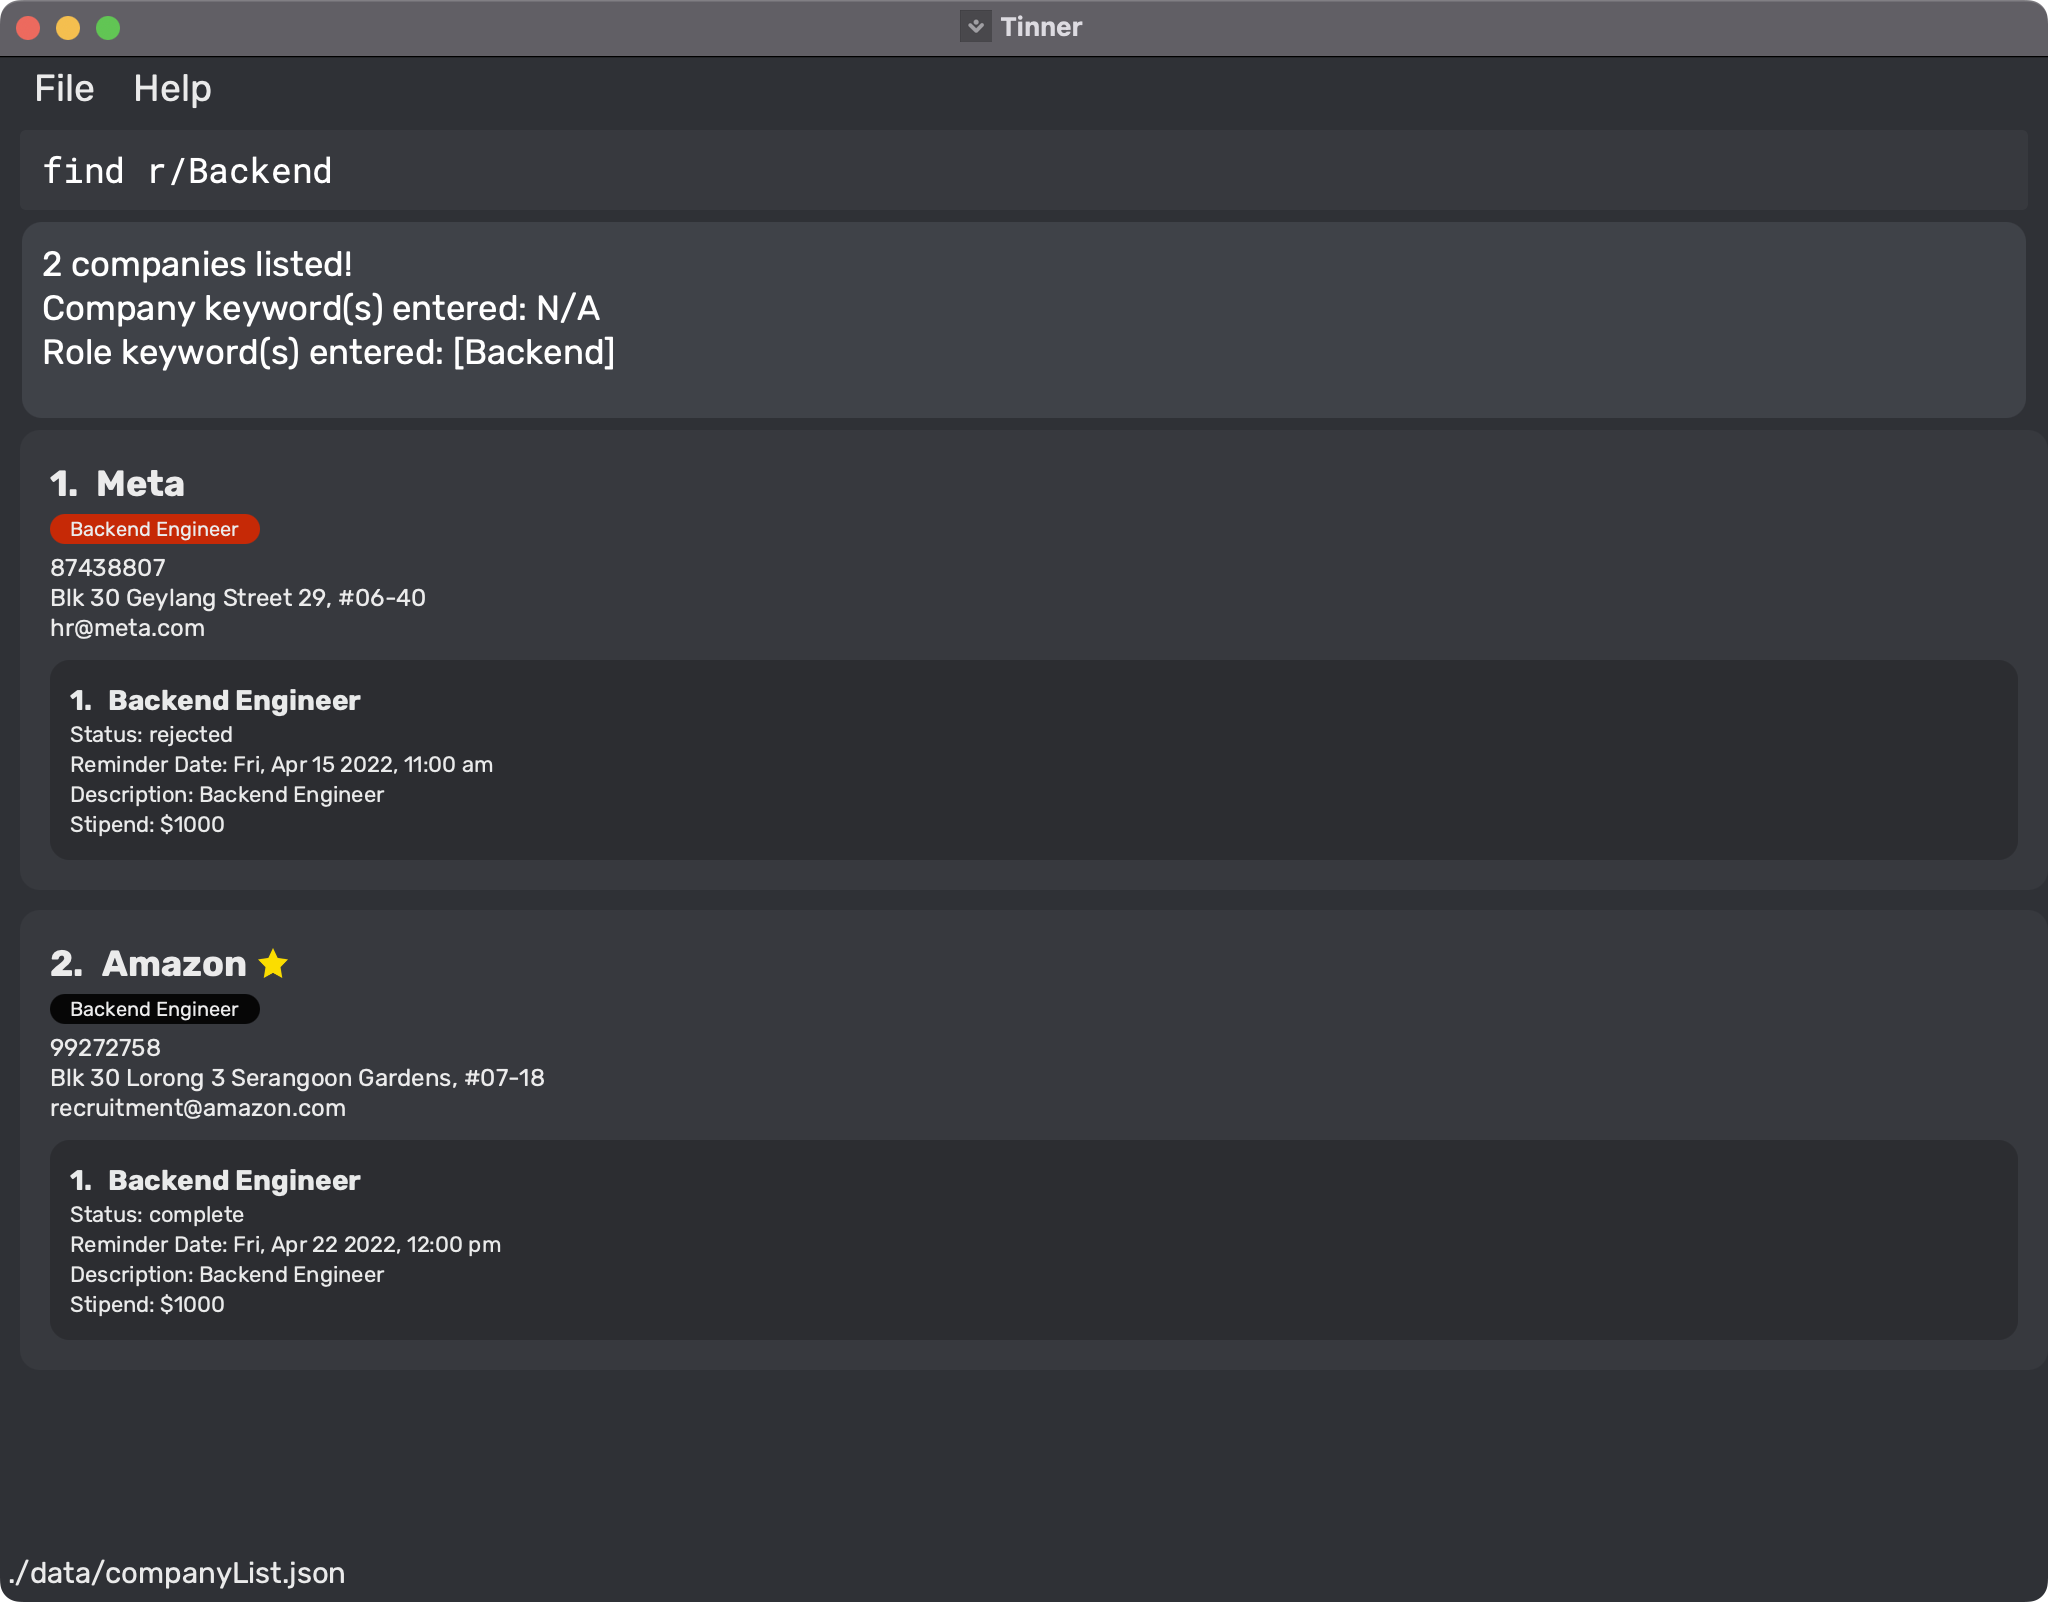 Tinner
File Help
find r/Backend
2 companies listed!
Company keyword(s) entered: N/A
Role keyword(s) entered: [Backend]
1. Meta
Backend Engineer
87438807
Blk 30 Geylang Street 29, #06-40
hr@meta.com
1. Backend Engineer
Status: rejected
Reminder Date: Fri, Apr 15 2022, 11:00 am
Description: Backend Engineer
Stipend: $1000
2. Amazon
Backend Engineer
99272758
Blk 30 Lorong 3 Serangoon Gardens, #07-18
recruitment@amazon.com
1. Backend Engineer
Status: complete
Reminder Date: Fri, Apr 22 2022, 12:00 pm
Description: Backend Engineer
Stipend: $1000
./data/companyList.json